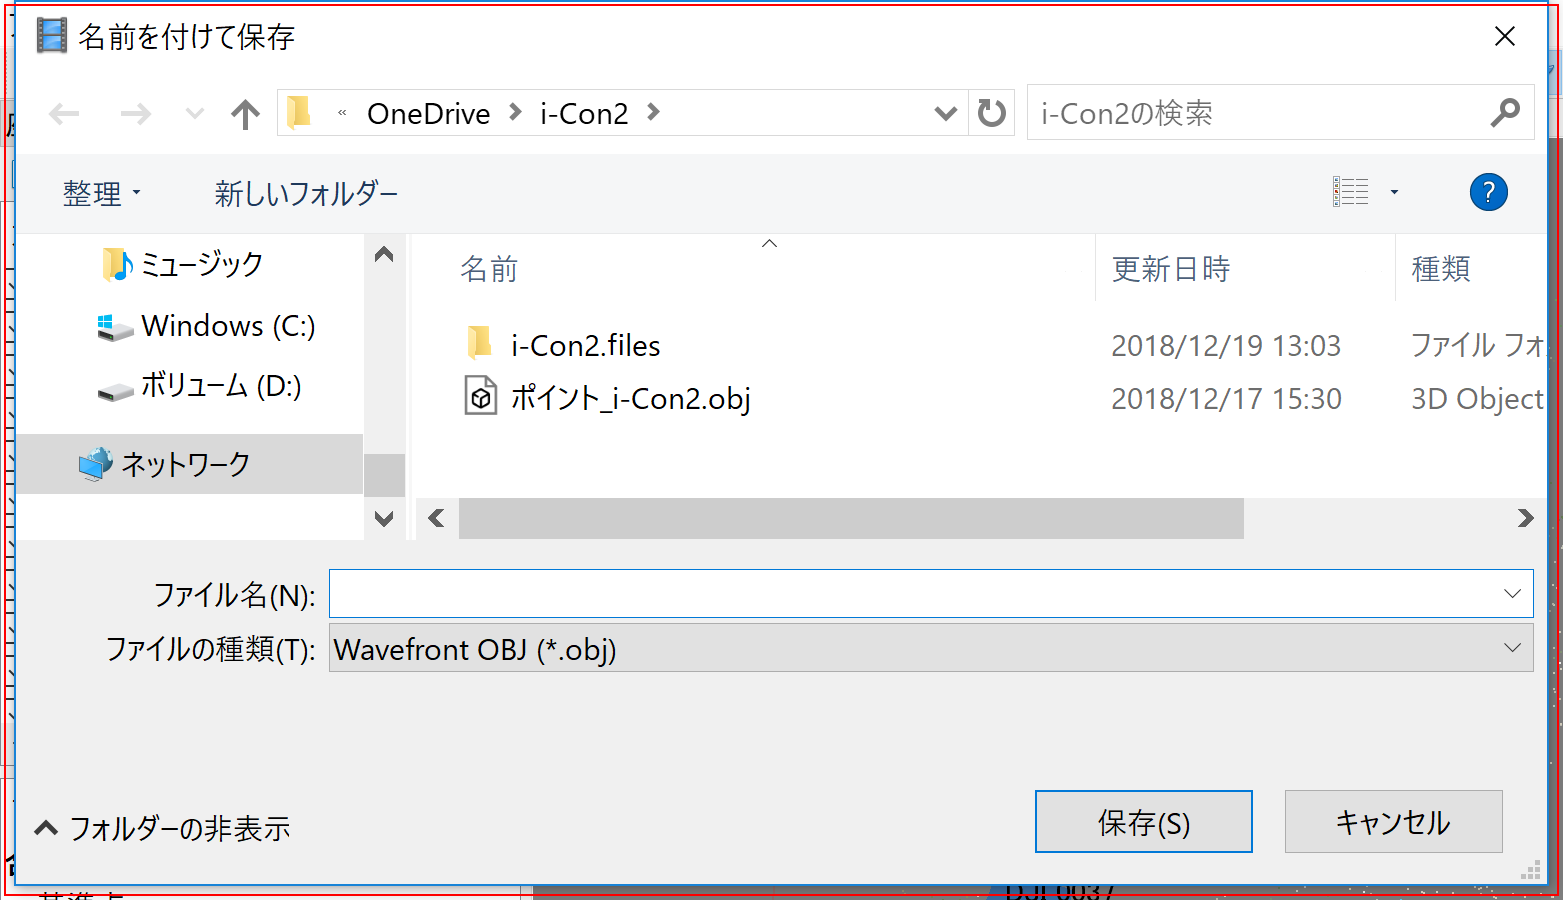 名前を付けて保存
« OneDrive > i-Con2 >
i-Con2の検索
整理 新しいフォルダー
?
ミュージック
Windows (C:)
ボリューム (D:)
ネットワーク
名前 更新日時 種類
i-Con2.files 2018/12/19 13:03 ファイル フォ
ポイント_i-Con2.obj 2018/12/17 15:30 3D Object
ファイル名(N):
ファイルの種類(T): Wavefront OBJ (*.obj)
フォルダーの非表示
保存(S) キャンセル